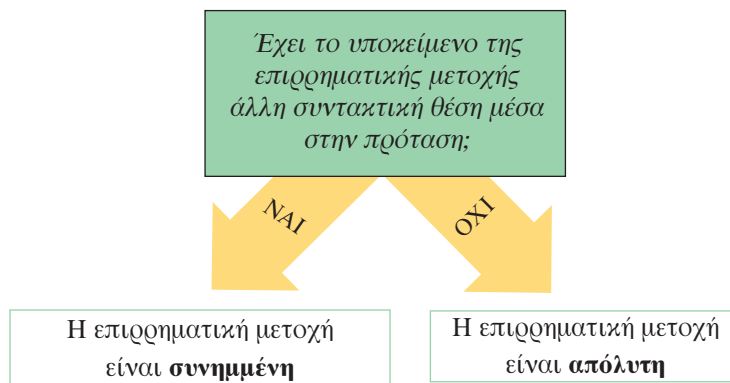 Έχει το υποκείμενο της
επιρρηματικής μετοχής
άλλη συντακτική θέση μέσα
στην πρόταση;
ΝΑΙ
ΟΧΙ
Η επιρρηματική μετοχή
είναι συνημμένη
Η επιρρηματική μετοχή
είναι απόλυτη